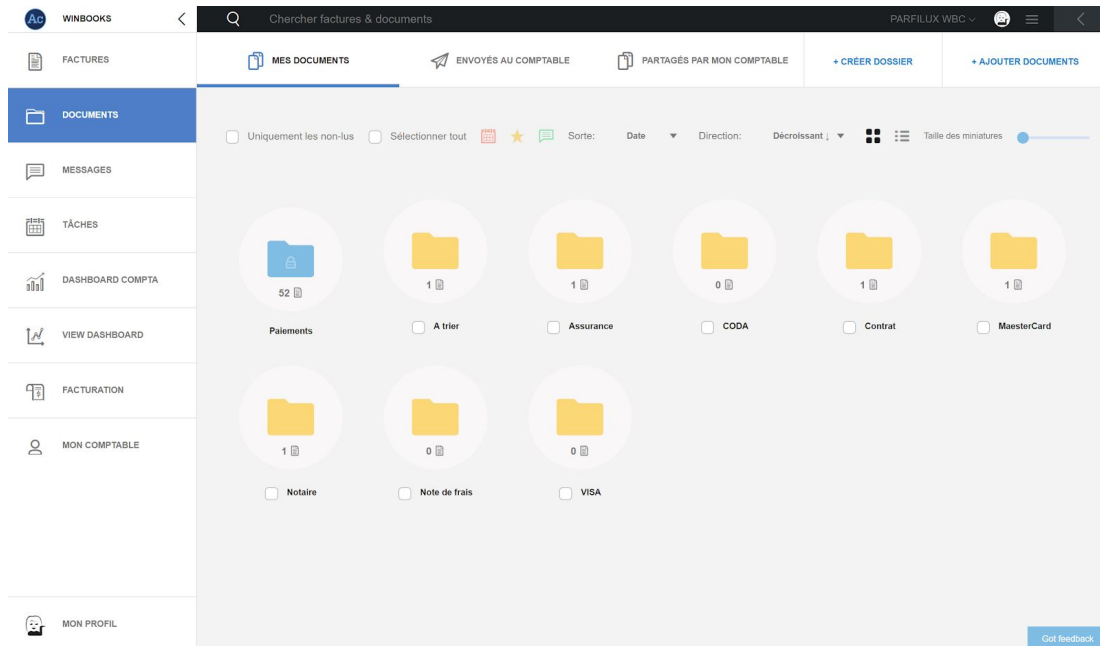 Ac WINBOOKS
Chercher factures & documents
PARFILUX WBC
FACTURES
DOCUMENTS
MESSAGES
TÂCHES
DASHBOARD COMPTA
VIEW DASHBOARD
FACTURATION
MON COMPTABLE
MON PROFIL
MES DOCUMENTS
ENVOYÉS AU COMPTABLE
PARTAGÉS PAR MON COMPTABLE
+ CRÉER DOSSIER
+ AJOUTER DOCUMENTS
Uniquement les non-lus
Sélectionner tout
Sorte:
Date
Direction:
Décroissant ↓
Taille des miniatures
52
Paiements
1
A trier
1
Assurance
0
CODA
1
Contrat
1
MaesterCard
1
Notaire
0
Note de frais
0
VISA
Got feedback